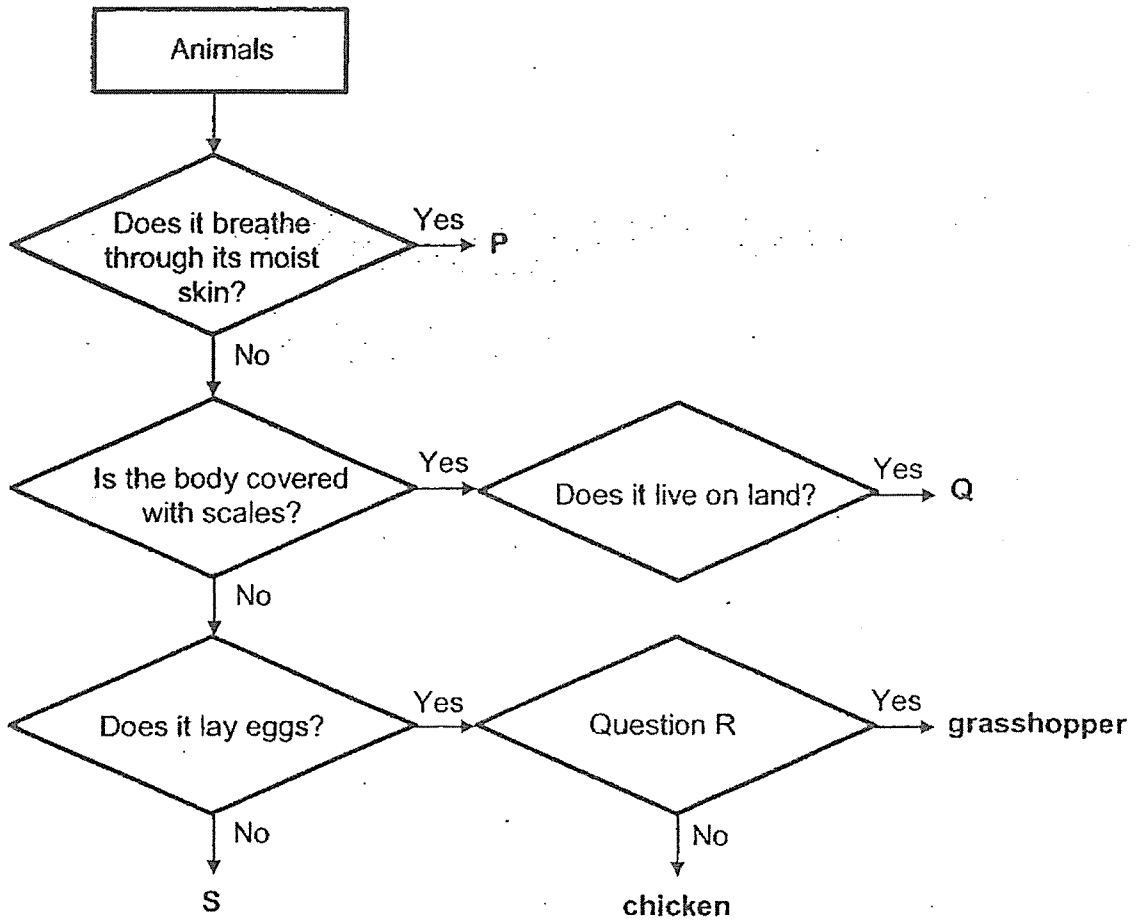 Animals
Does it breathe
through its moist
skin?
Yes
P
No
Is the body covered
with scales?
Yes
Does it live on land?
Yes
Q
No
Does it lay eggs?
Yes
Question R
Yes
grasshopper
No
S
No
chicken